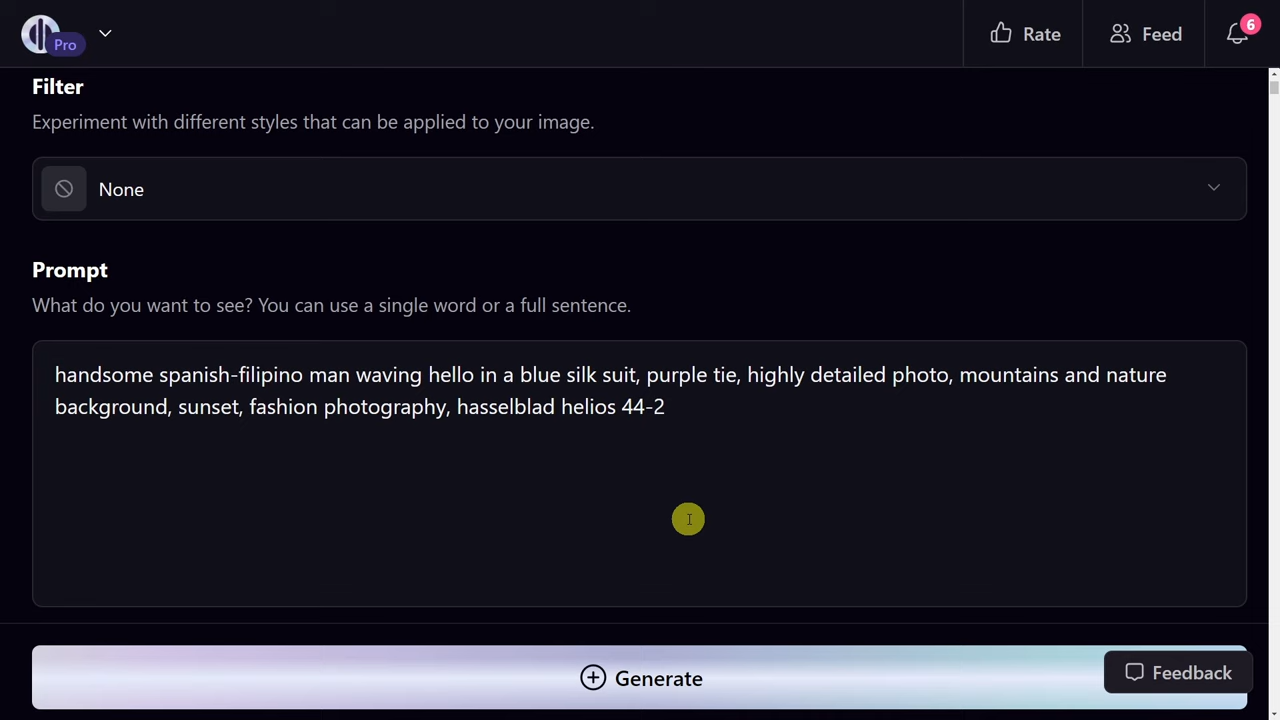 Pro
Rate
Feed
6
Filter
Experiment with different styles that can be applied to your image.
None
Prompt
What do you want to see? You can use a single word or a full sentence.
handsome spanish-filipino man waving hello in a blue silk suit, purple tie, highly detailed photo, mountains and nature
background, sunset, fashion photography, hasselblad helios 44-2
Generate
Feedback